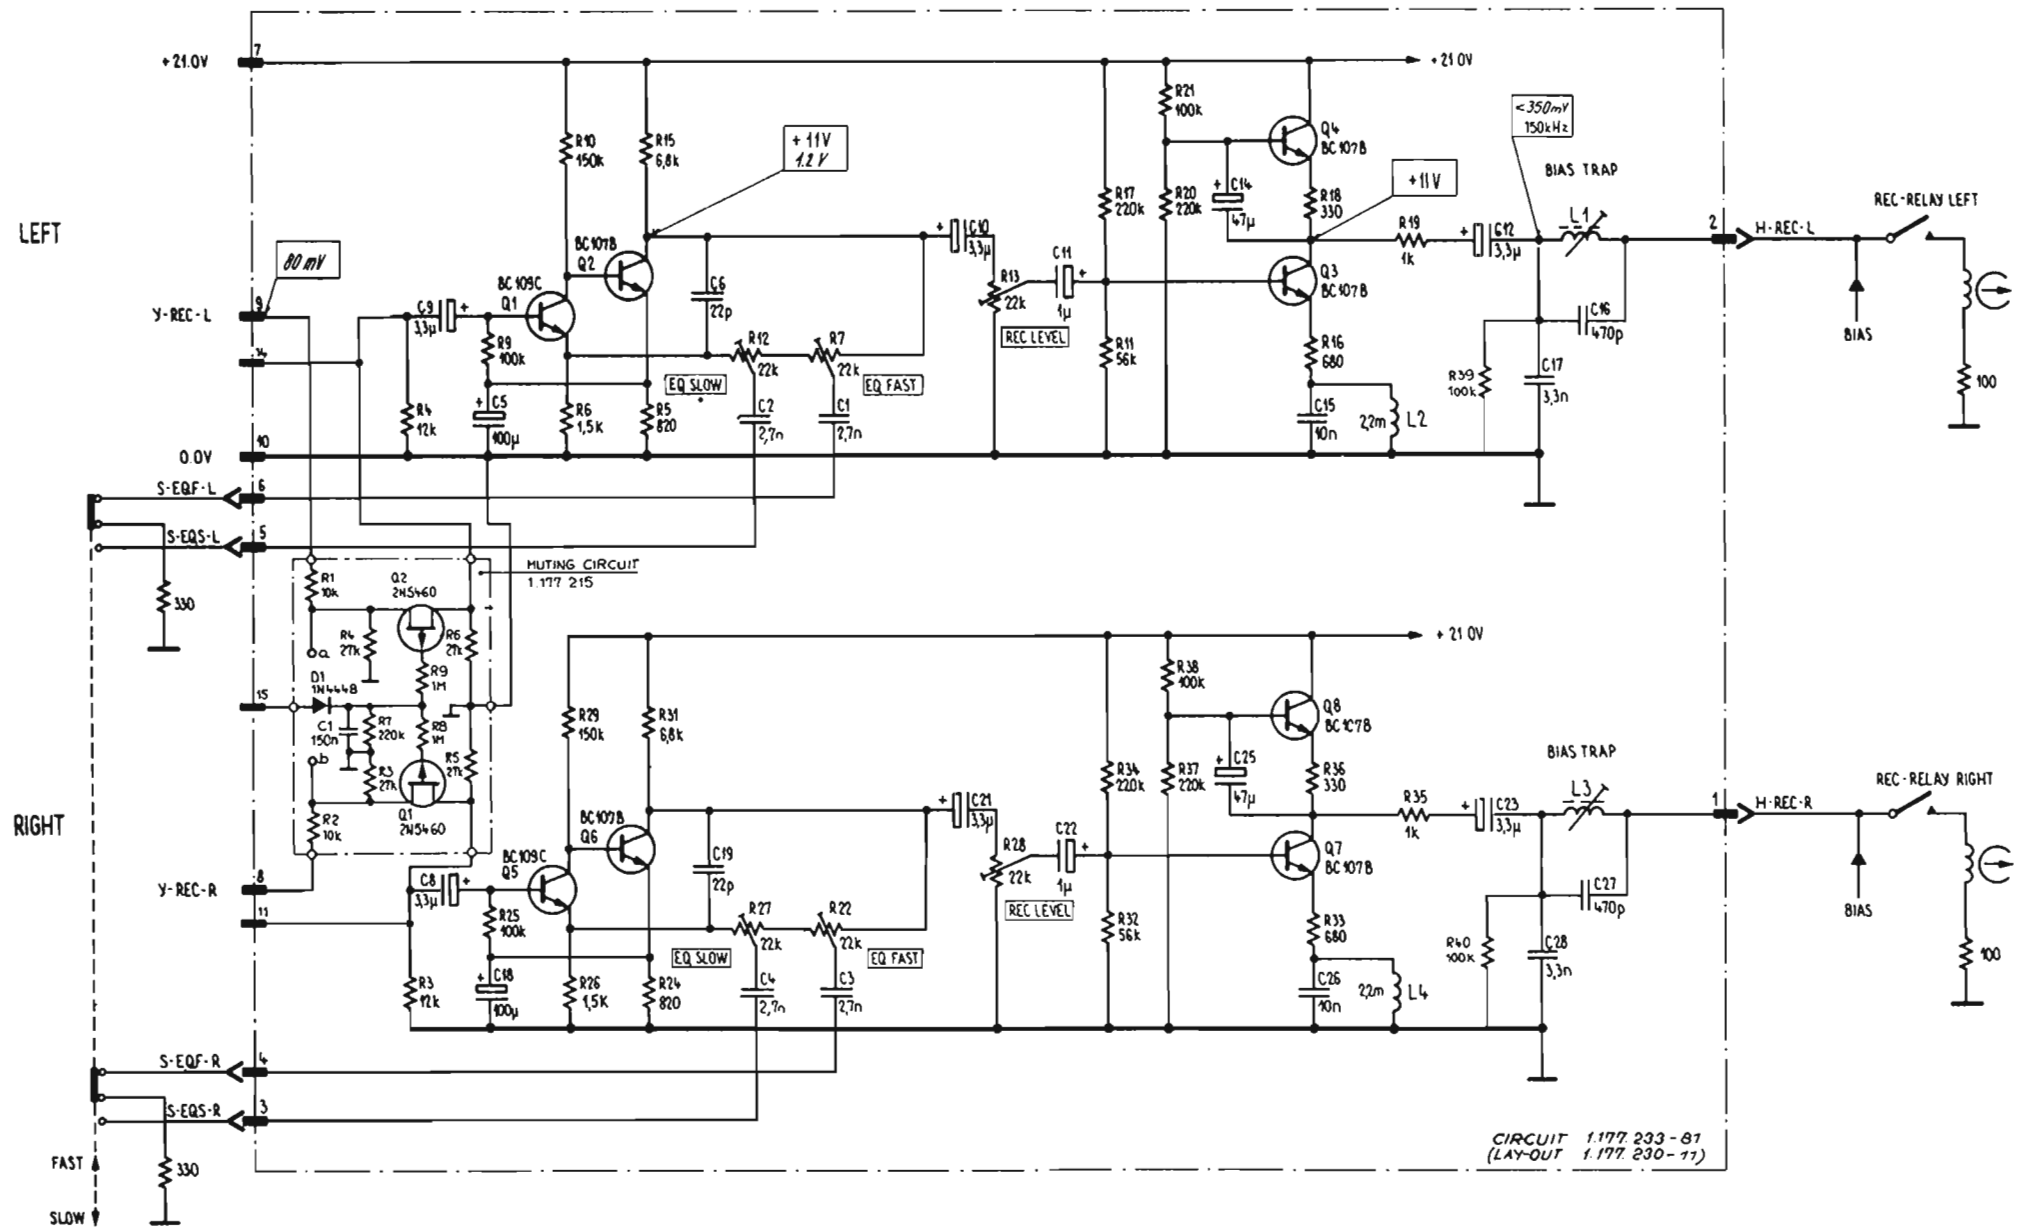 7
+21.0V
+21.0V
R21
100k
<350mV
150kHz
R10
150k
R15
6,8k
+11V
1.2V
Q4
BC107B
BIAS TRAP
R17
220k
R20
220k
+
C14
47µ
R18
330
+11V
L1
REC-RELAY LEFT
LEFT
80mV
BC107B
Q2
+
C10
3,3µ
R19
1k
+
C12
3,3µ
2
H-REC-L
BC109C
Q1
C6
22p
R13
22k
C11
+
1µ
Q3
BC107B
Y-REC-L
9
C9
+
3,3µ
R9
100k
R12
22k
R7
22k
REC LEVEL
R11
56k
R16
680
C16
470p
BIAS
14
EQ SLOW
EQ FAST
R39
100k
C17
3,3n
100
R4
12k
+
C5
100µ
R6
1,5K
R5
820
C2
2,7n
C1
2,7n
C15
10n
2,2m
L2
10
0.0V
S-EQF-L
6
S-EQS-L
5
MUTING CIRCUIT
1.177 215
R1
10k
Q2
2N5460
330
R4
27k
R6
27k
a
R9
1M
+21.0V
D1
1N4448
15
C1
150n
R7
220k
R8
1M
b
R3
27k
R5
27k
R29
150k
R31
6,8k
R38
100k
Q8
BC107B
BIAS TRAP
R34
220k
R37
220k
+
C25
47µ
R36
330
L3
REC-RELAY RIGHT
RIGHT
R2
10k
Q1
2N5460
BC107B
Q6
+
C21
3,3µ
R35
1k
+
C23
3,3µ
1
H-REC-R
BC109C
Q5
C19
22p
R28
22k
C22
+
1µ
Q7
BC107B
Y-REC-R
8
C8
+
3,3µ
R25
100k
R27
22k
R22
22k
REC LEVEL
R32
56k
R33
680
C27
470p
BIAS
11
EQ SLOW
EQ FAST
R40
100k
C28
3,3n
100
R3
12k
+
C18
100µ
R26
1,5K
R24
820
C4
2,7n
C3
2,7n
C26
10n
2,2m
L4
S-EQF-R
4
S-EQS-R
3
FAST
330
SLOW
CIRCUIT 1.177.233-81
(LAY-OUT 1.177.230-11)